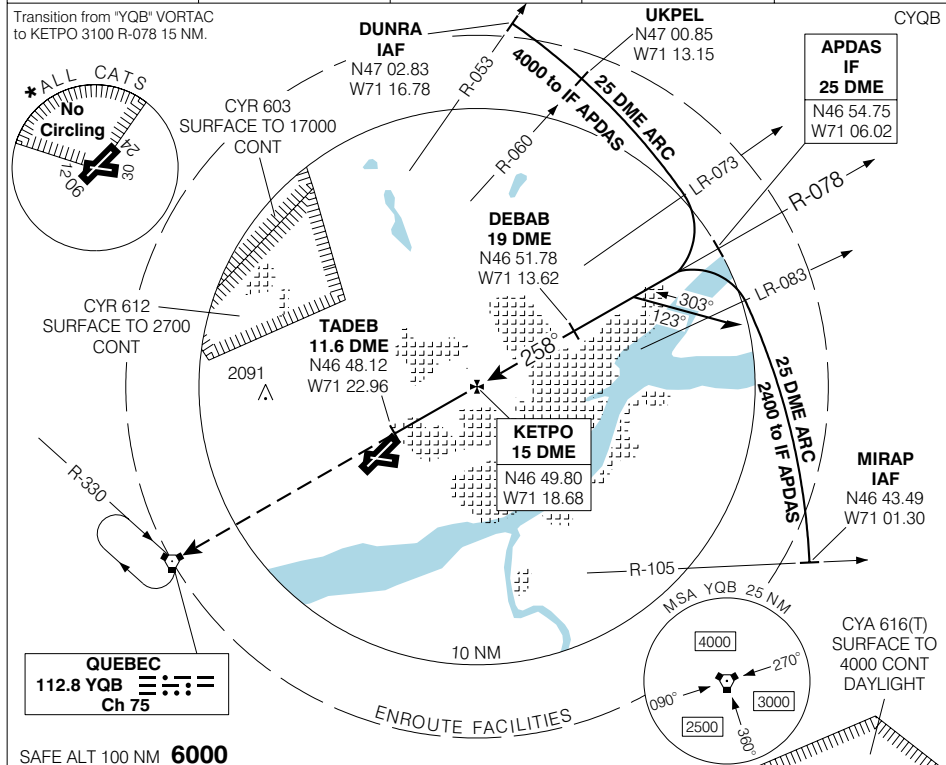 Transition from "YQB" VORTAC
to KETPO 3100 R-078 15 NM.
*ALL CATS
No
Circling
24
30
12
06
CYR 603
SURFACE TO 17000
CONT
DUNRA
IAF
N47 02.83
W71 16.78
R-053
UKPEL
N47 00.85
W71 13.15
4000 to IF APDAS
25 DME ARC
CYQB
APDAS
IF
25 DME
N46 54.75
W71 06.02
R-060
LR-073
R-078
LR-083
DEBAB
19 DME
N46 51.78
W71 13.62
303°
123°
258°
CYR 612
SURFACE TO 2700
CONT
2091
TADEB
11.6 DME
N46 48.12
W71 22.96
KETPO
15 DME
N46 49.80
W71 18.68
25 DME ARC
2400 to IF APDAS
MIRAP
IAF
N46 43.49
W71 01.30
R-105
R-330
QUEBEC
112.8 YQB
Ch 75
10 NM
ENROUTE FACILITIES
MSA YQB 25 NM
4000
270°
090°
3000
2500
360°
CYA 616(T)
SURFACE TO
4000 CONT
DAYLIGHT
SAFE ALT 100 NM 6000